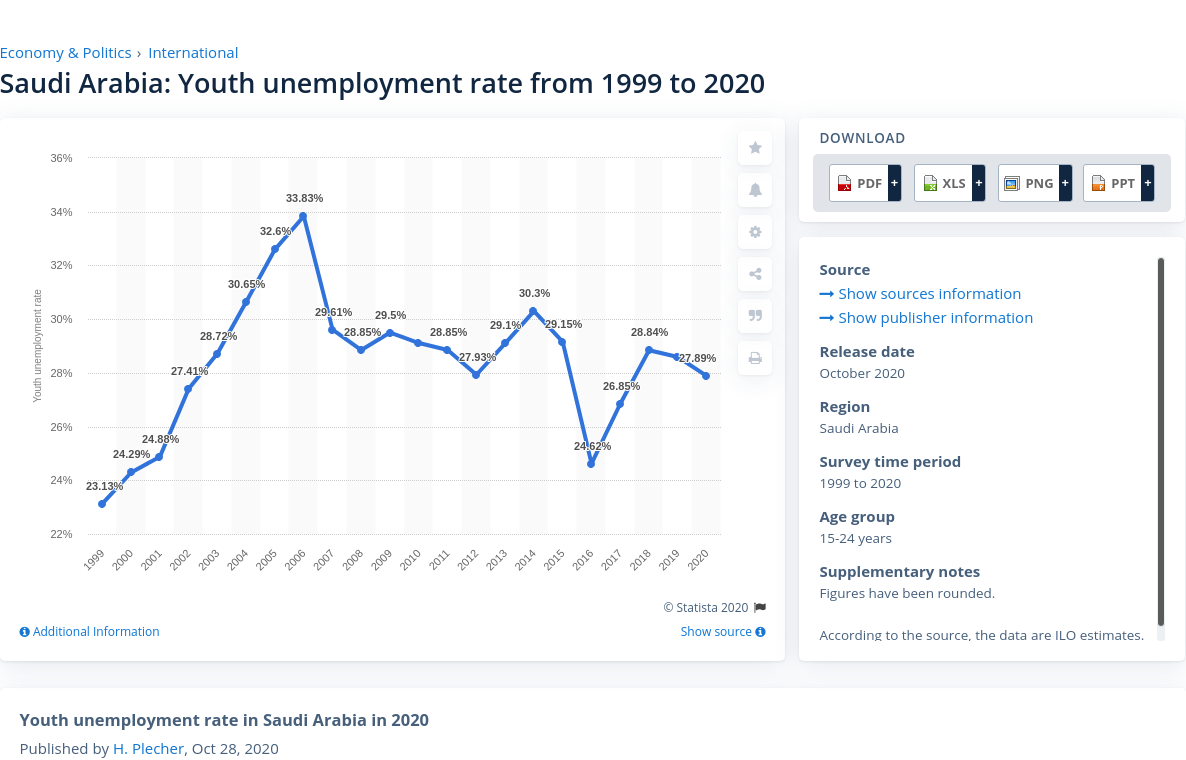 Economy & Politics › International
Saudi Arabia: Youth unemployment rate from 1999 to 2020
36%
34%
32%
30%
28%
26%
24%
22%
Youth unemployment rate
23.13%
24.29%
24.88%
27.41%
28.72%
30.65%
32.6%
33.83%
29.61%
28.85%
29.5%
28.85%
27.93%
29.1%
30.3%
29.15%
24.62%
26.85%
28.84%
27.89%
1999 2000 2001 2002 2003 2004 2005 2006 2007 2008 2009 2010 2011 2012 2013 2014 2015 2016 2017 2018 2019 2020
© Statista 2020
Additional Information
Show source
DOWNLOAD
PDF + XLS + PNG + PPT +
Source
Show sources information
Show publisher information
Release date
October 2020
Region
Saudi Arabia
Survey time period
1999 to 2020
Age group
15-24 years
Supplementary notes
Figures have been rounded.
According to the source, the data are ILO estimates.
Youth unemployment rate in Saudi Arabia in 2020
Published by H. Plecher, Oct 28, 2020